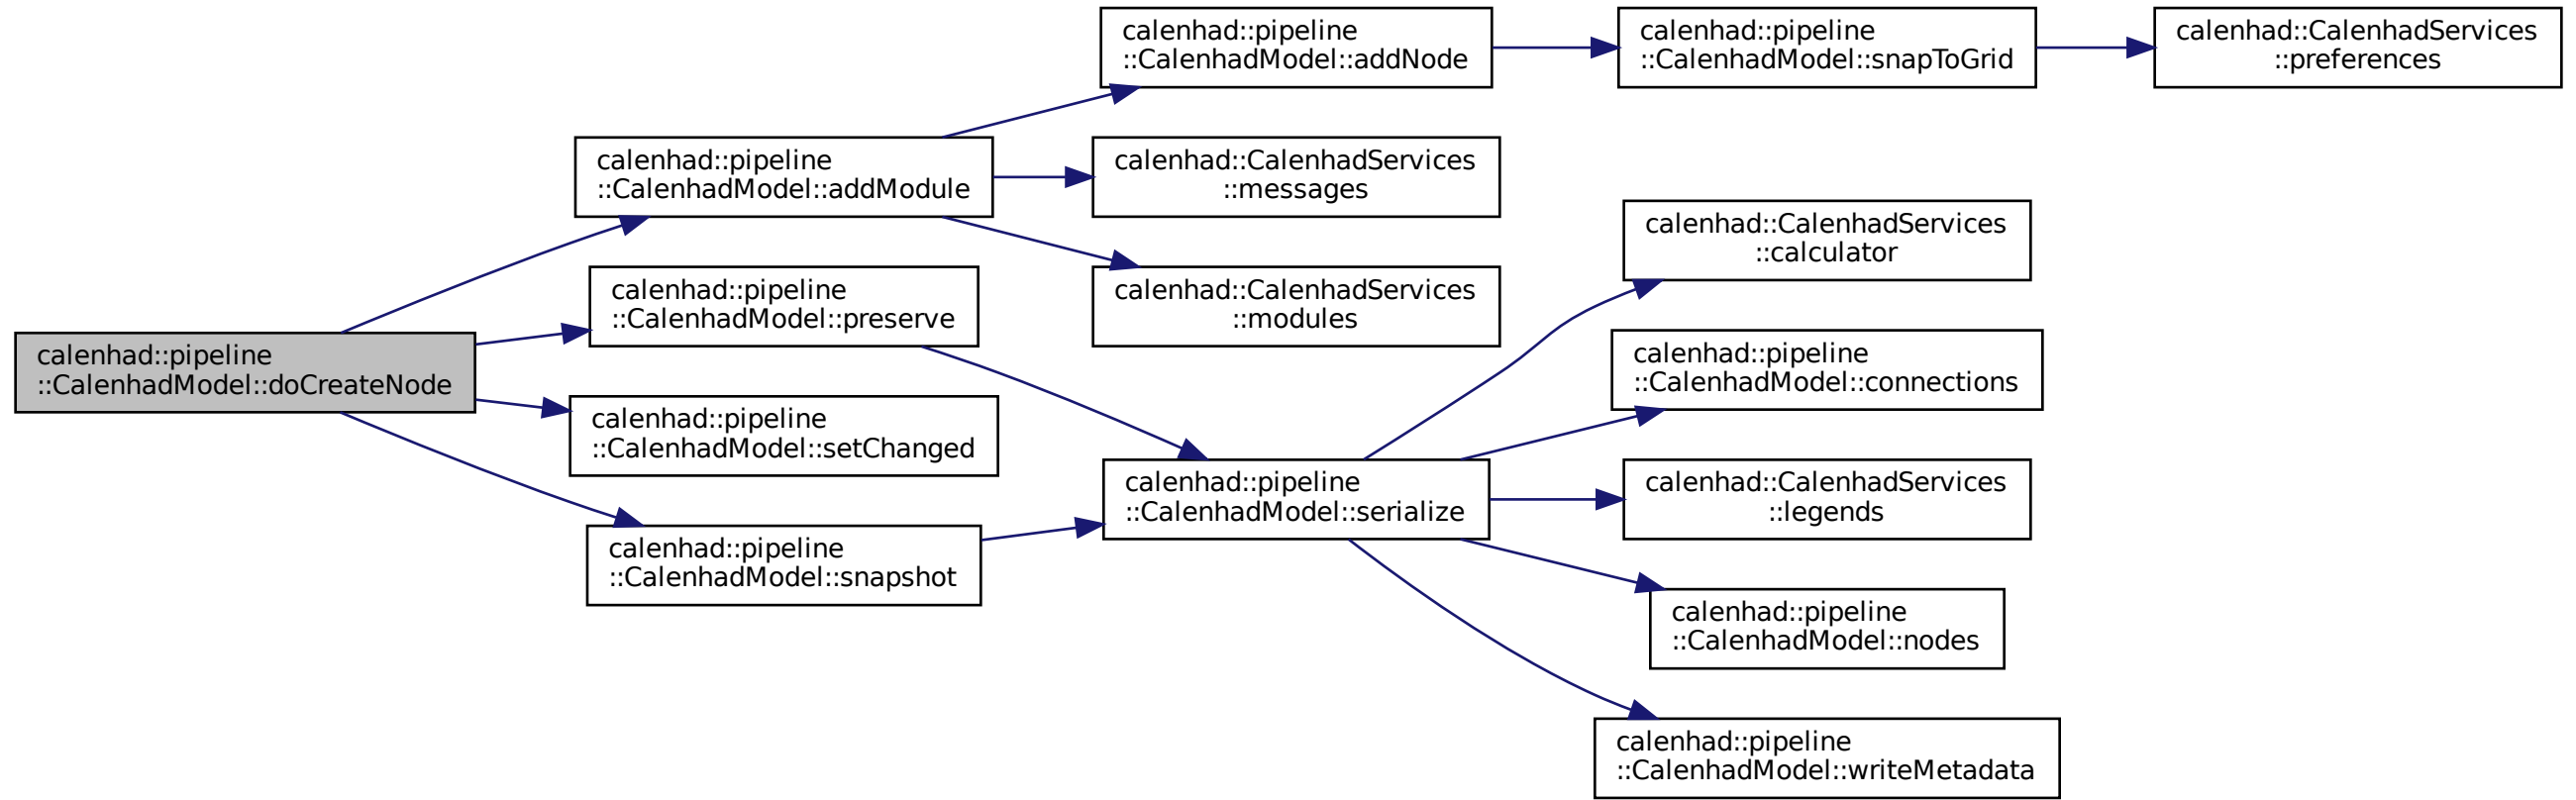 calenhad::pipeline
::CalenhadModel::doCreateNode
calenhad::pipeline
::CalenhadModel::addModule
calenhad::pipeline
::CalenhadModel::preserve
calenhad::pipeline
::CalenhadModel::setChanged
calenhad::pipeline
::CalenhadModel::snapshot
calenhad::pipeline
::CalenhadModel::addNode
calenhad::CalenhadServices
::messages
calenhad::CalenhadServices
::modules
calenhad::pipeline
::CalenhadModel::serialize
calenhad::pipeline
::CalenhadModel::snapToGrid
calenhad::CalenhadServices
::calculator
calenhad::pipeline
::CalenhadModel::connections
calenhad::CalenhadServices
::legends
calenhad::pipeline
::CalenhadModel::nodes
calenhad::pipeline
::CalenhadModel::writeMetadata
calenhad::CalenhadServices
::preferences